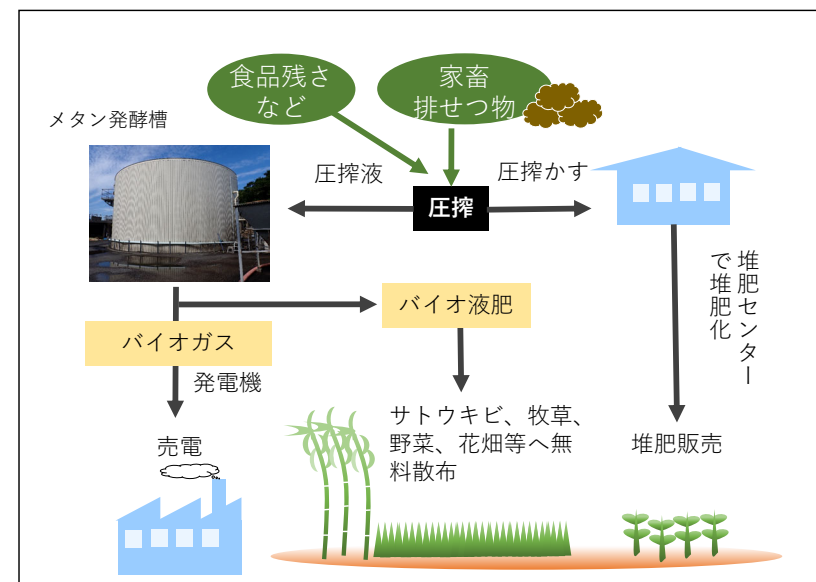 食品残さ
など
家畜
排せつ物
メタン発酵槽
圧搾液
圧搾
圧搾かす
堆肥センター
で堆肥化
バイオ液肥
バイオガス
発電機
売電
サトウキビ、牧草、
野菜、花畑等へ無
料散布
堆肥販売